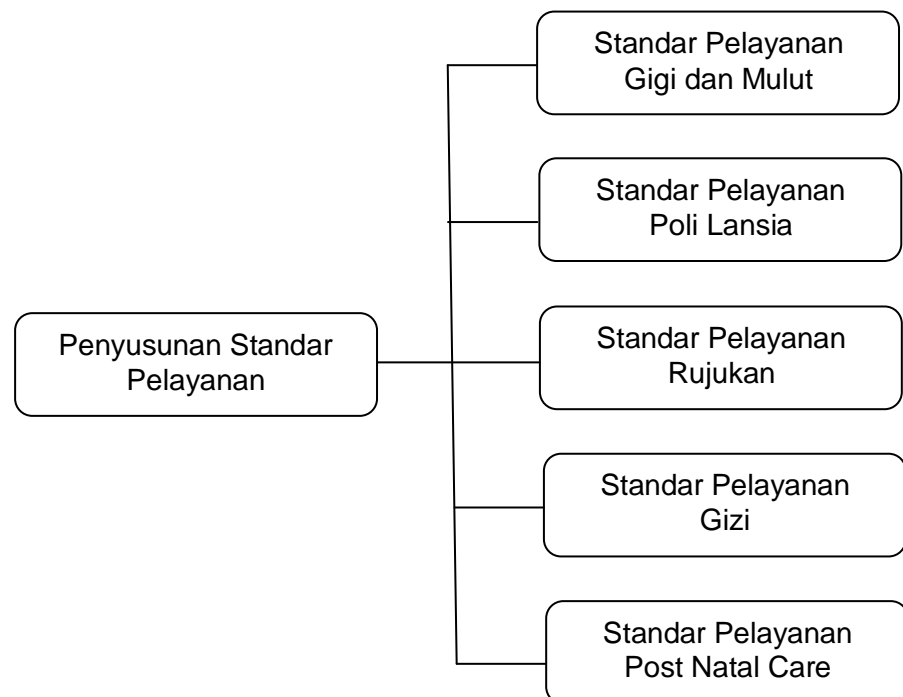 Standar Pelayanan
Gigi dan Mulut
Standar Pelayanan
Poli Lansia
Penyusunan Standar
Pelayanan
Standar Pelayanan
Rujukan
Standar Pelayanan
Gizi
Standar Pelayanan
Post Natal Care